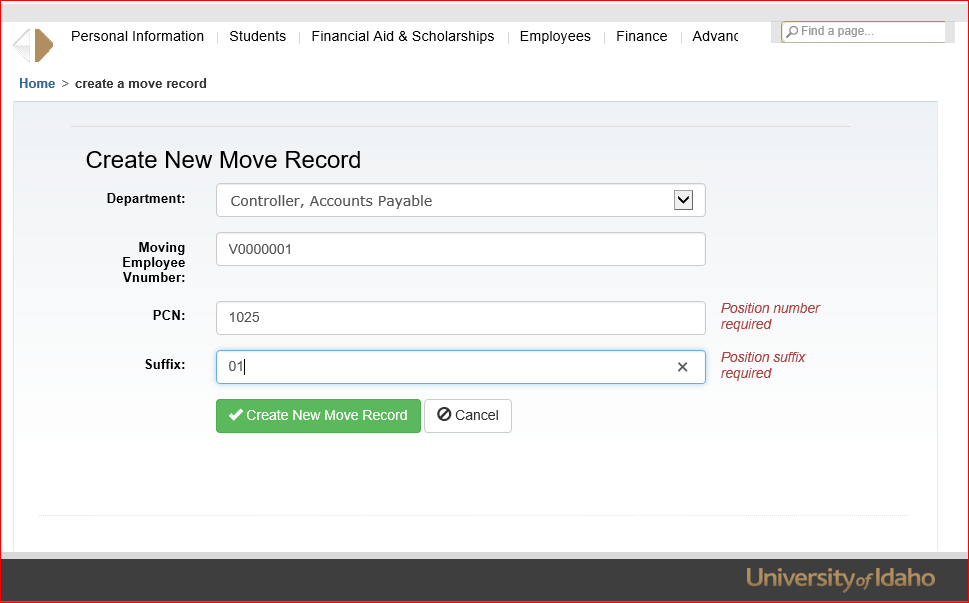 Personal Information Students Financial Aid & Scholarships Employees Finance Advanc
Find a page...
Home > create a move record
Create New Move Record
Department: Controller, Accounts Payable
Moving Employee Vnumber: V0000001
PCN: 1025 Position number required
Suffix: 01 Position suffix required
Create New Move Record Cancel
University of Idaho